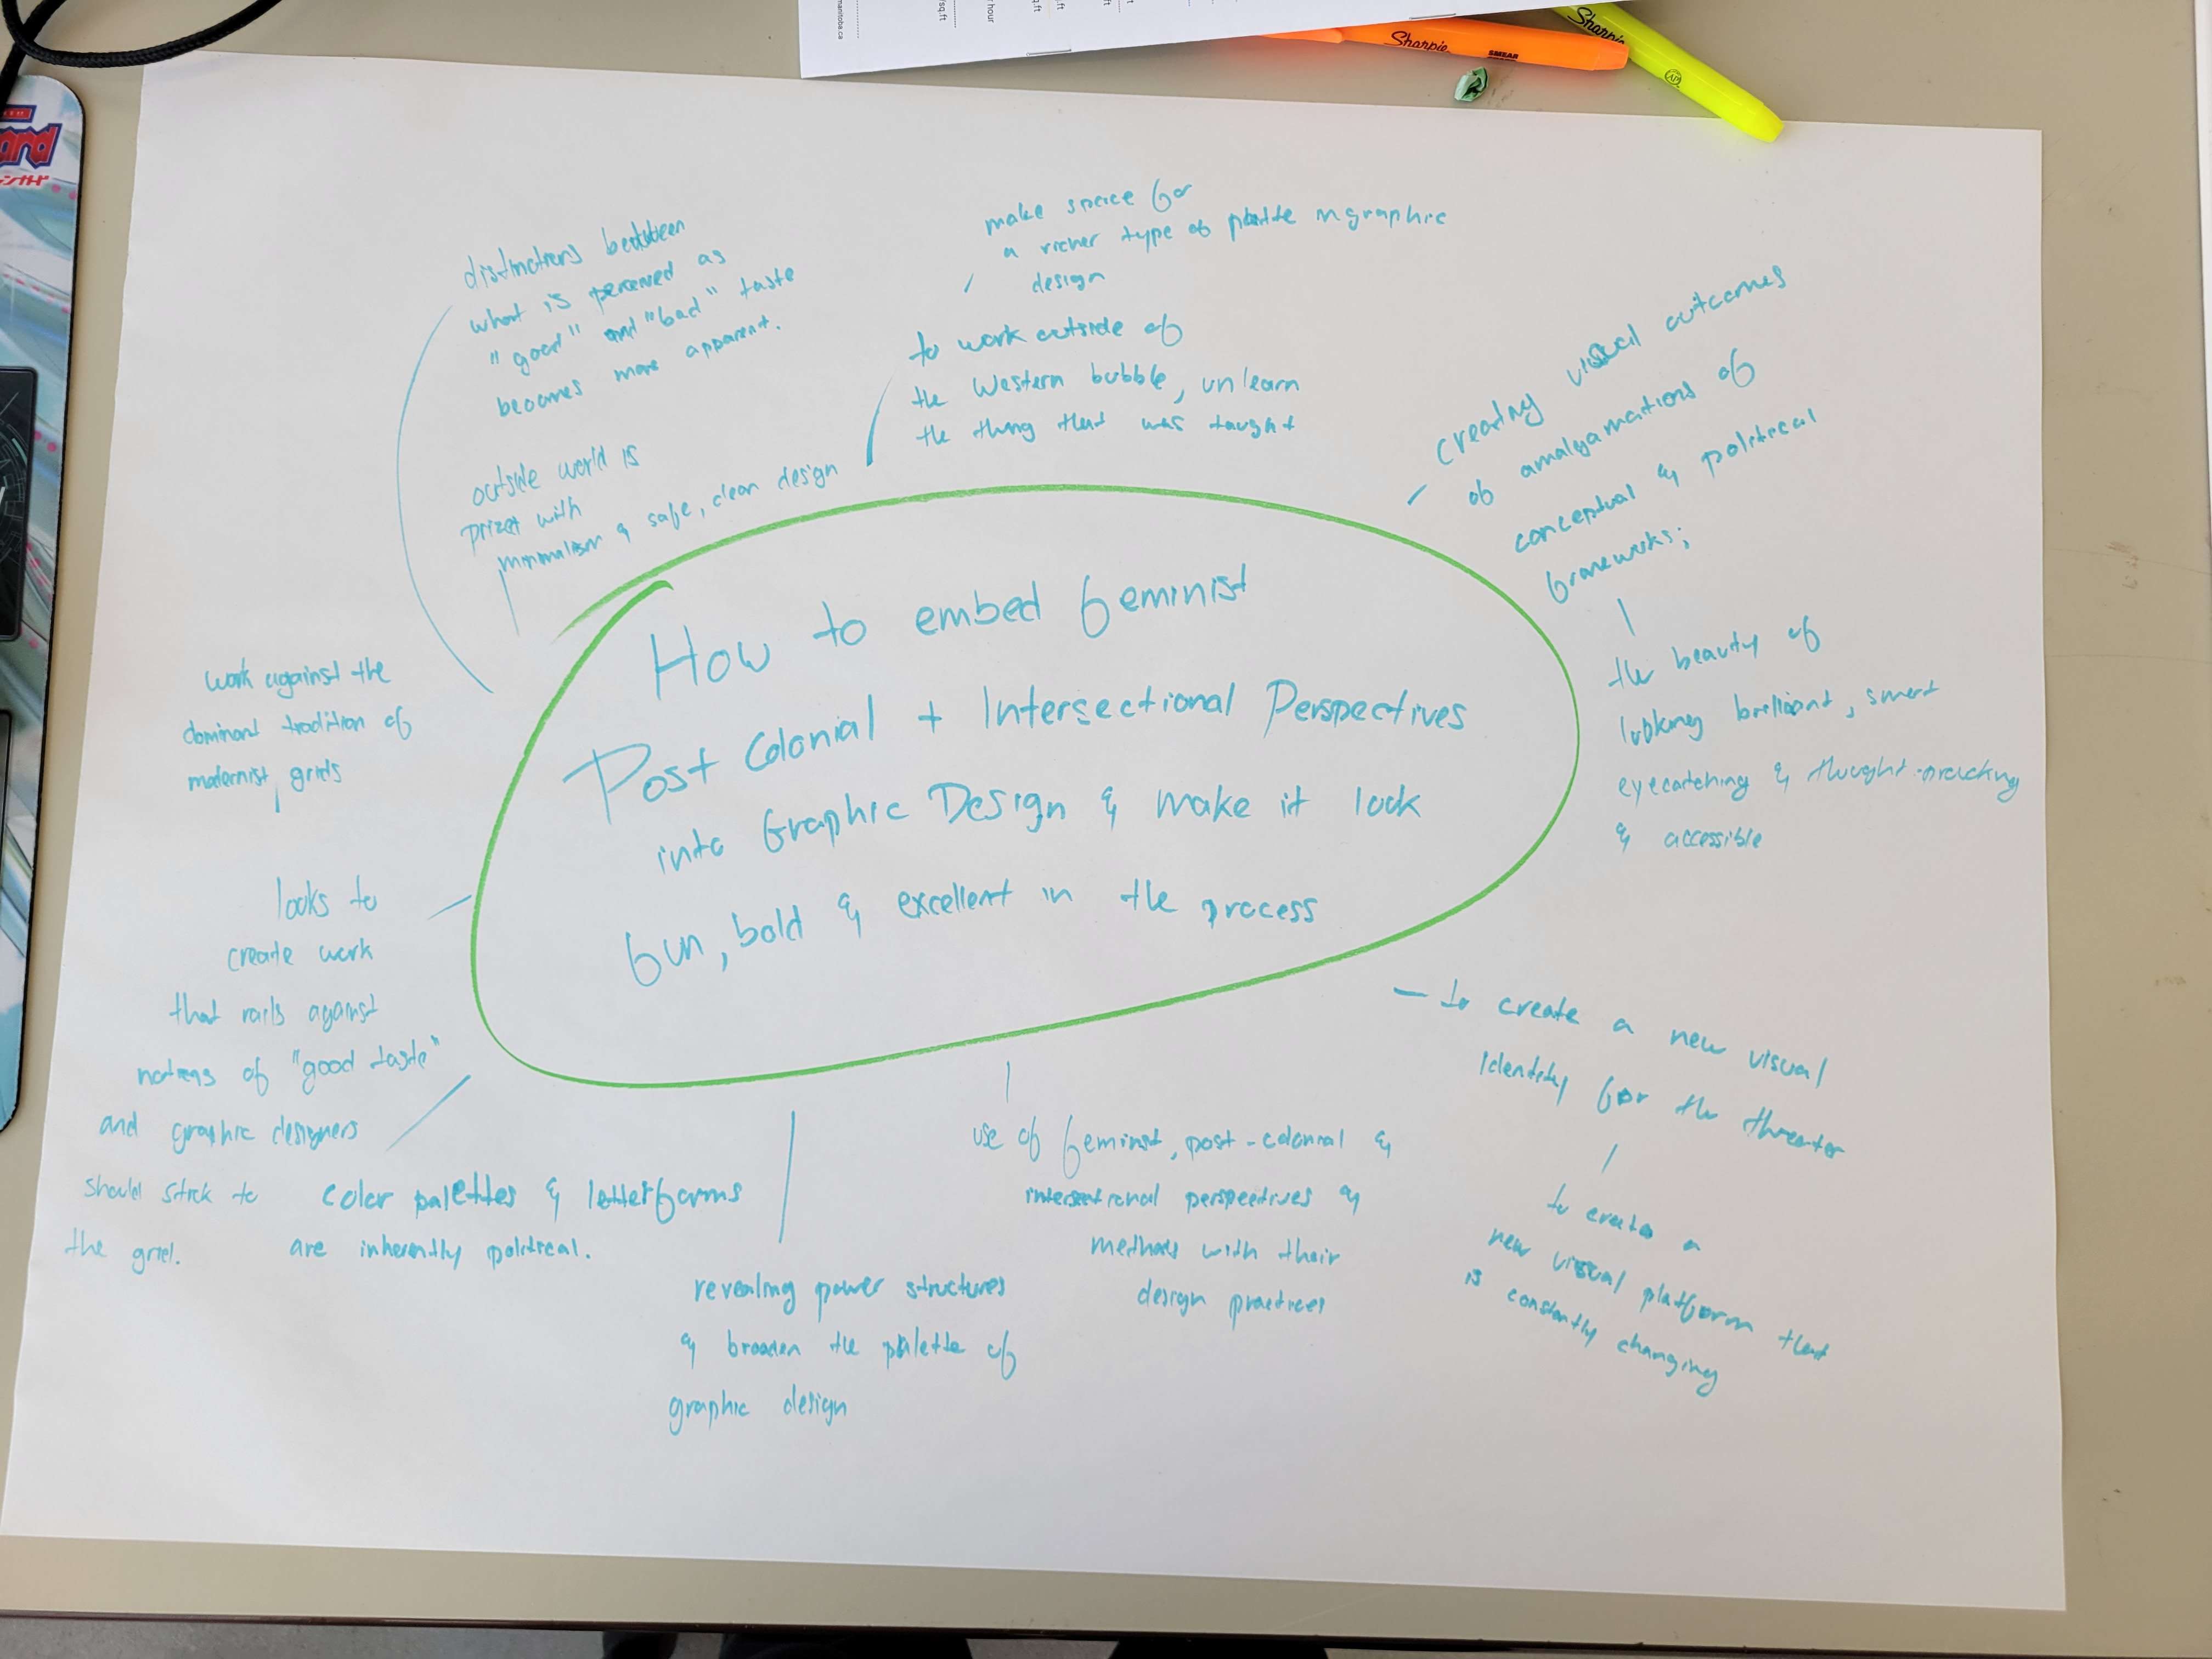 manitoba.ca
/sq.ft
hour
Sharpie
SMEAR
Sharpie
AP
ard
distinctions between
what is perceived as
"good" and "bad" taste
becomes more apparent.
outside world is
prized with
minimalism & safe, clean design
make space for
a richer type of in graphic
design
to work outside of
the Western bubble, unlearn
the thing that was taught
creating visual outcomes
of amalgamations of
conceptual & political
frameworks;
the beauty of
looking brilliant, smart
eyecatching & thought-provoking
& accessible
How to embed feminist
Post Colonial + Intersectional Perspectives
into Graphic Design & make it look
fun, bold & excellent in the process
work against the
dominant tradition of
modernist grids
looks to
create work
that rails against
notions of "good taste"
and graphic designers
should stick to
the grid.
color palettes & letterforms
are inherently political.
revealing power structures
& broaden the palette of
graphic design
use of feminist, post-colonial &
intersectional perspectives &
methods with their
design practices
— to create a new visual
identity for the threater
to create a
new visual platform that
is constantly changing